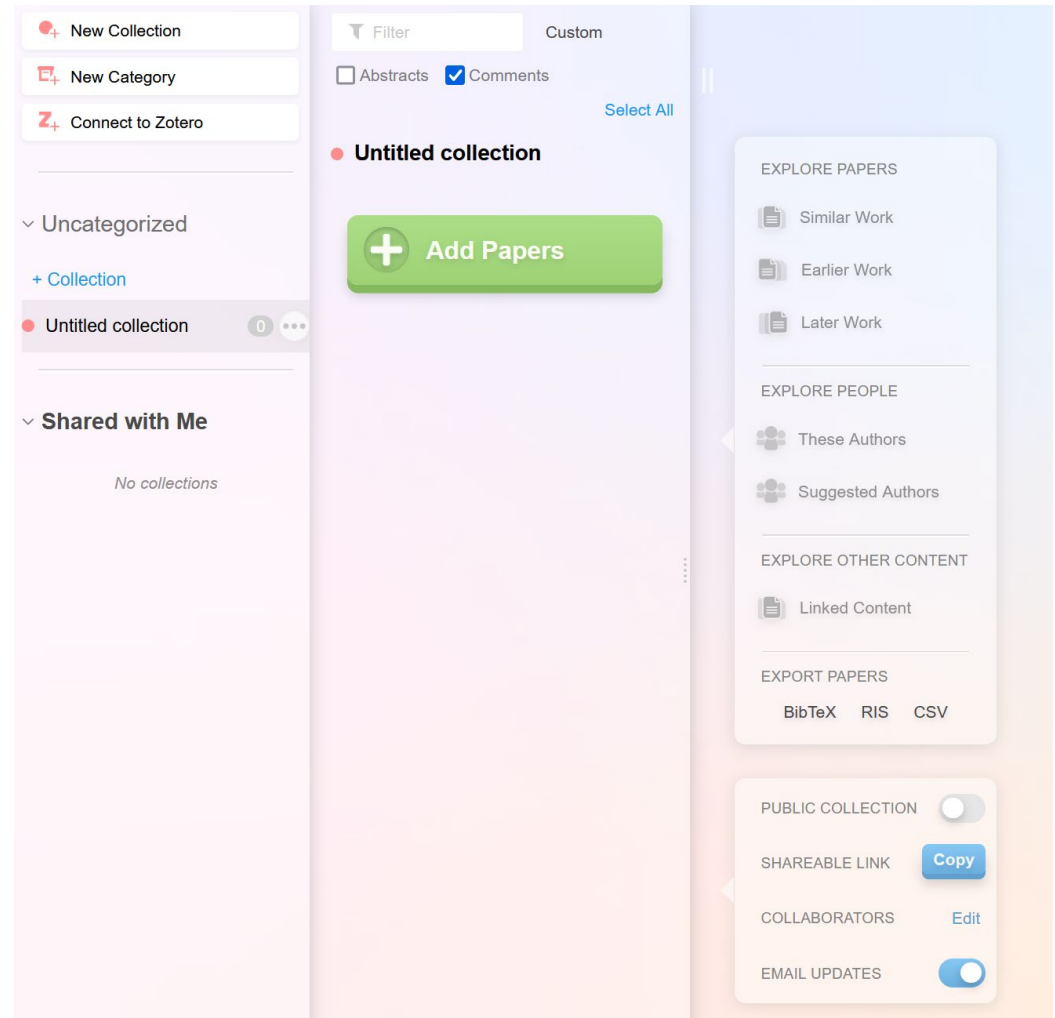 New Collection
New Category
Connect to Zotero
Uncategorized
+ Collection
Untitled collection 0
Shared with Me
No collections
Filter Custom
Abstracts Comments
Select All
Untitled collection
Add Papers
EXPLORE PAPERS
Similar Work
Earlier Work
Later Work
EXPLORE PEOPLE
These Authors
Suggested Authors
EXPLORE OTHER CONTENT
Linked Content
EXPORT PAPERS
BibTeX RIS CSV
PUBLIC COLLECTION
SHAREABLE LINK Copy
COLLABORATORS Edit
EMAIL UPDATES